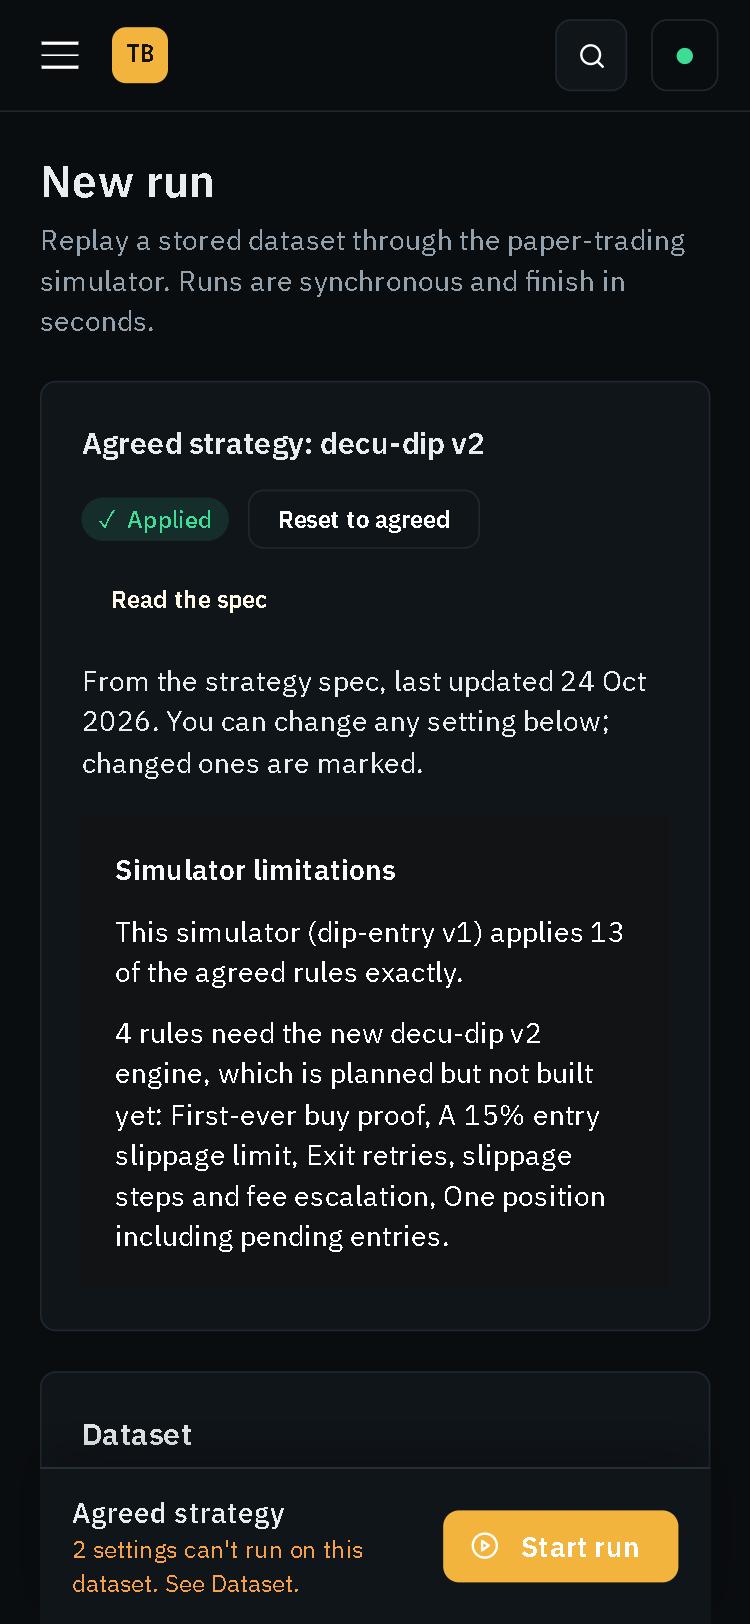 TB
New run
Replay a stored dataset through the paper-trading
simulator. Runs are synchronous and finish in
seconds.
Agreed strategy: decu-dip v2
✓ Applied
Reset to agreed
Read the spec
From the strategy spec, last updated 24 Oct
2026. You can change any setting below;
changed ones are marked.
Simulator limitations
This simulator (dip-entry v1) applies 13
of the agreed rules exactly.
4 rules need the new decu-dip v2
engine, which is planned but not built
yet: First-ever buy proof, A 15% entry
slippage limit, Exit retries, slippage
steps and fee escalation, One position
including pending entries.
Dataset
Agreed strategy
2 settings can't run on this
dataset. See Dataset.
Start run